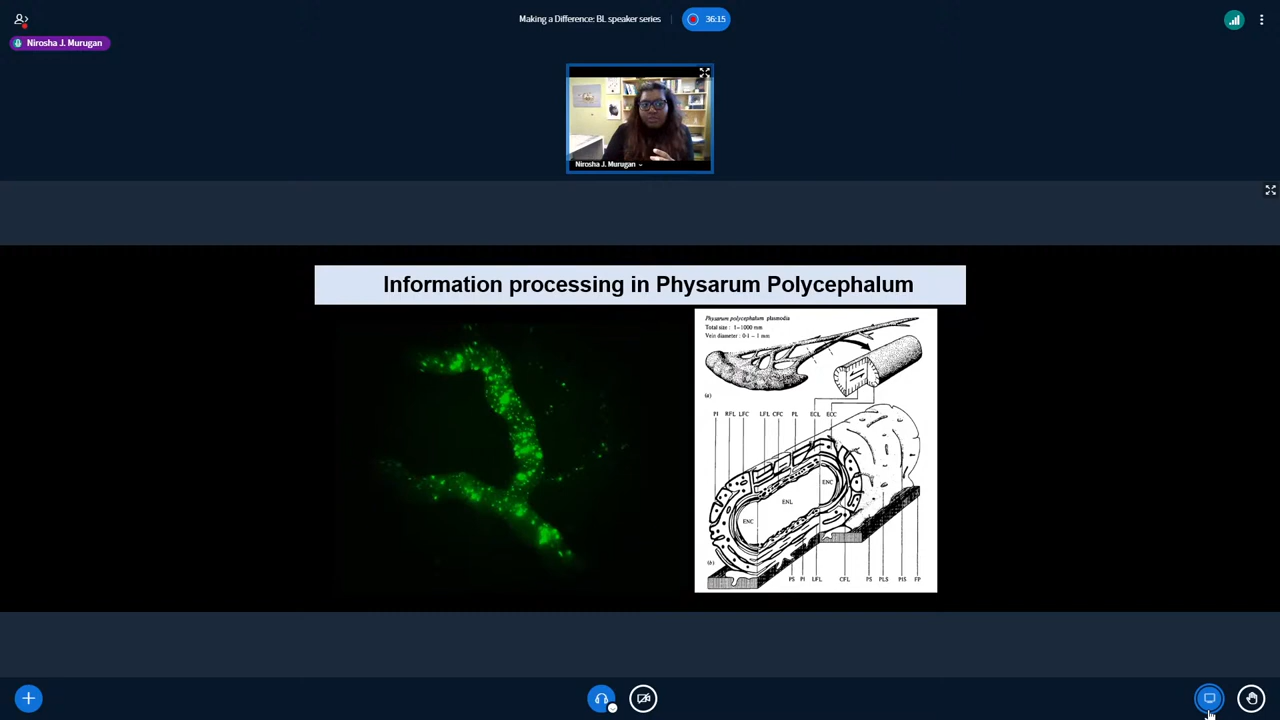 Making a Difference: BL speaker series
36:15
Nirosha J. Murugan
Nirosha J. Murugan
Information processing in Physarum Polycephalum
Physarum polycephalum plasmodia
Total size : 1–1000 mm
Vein diameter : 0·1 – 1 mm
(a)
PI RFL LFC LFL CPC PL ECL ECC
ENC
ENL
ENC
(b)
PS PI LFL CFL PS PLS PIS FP